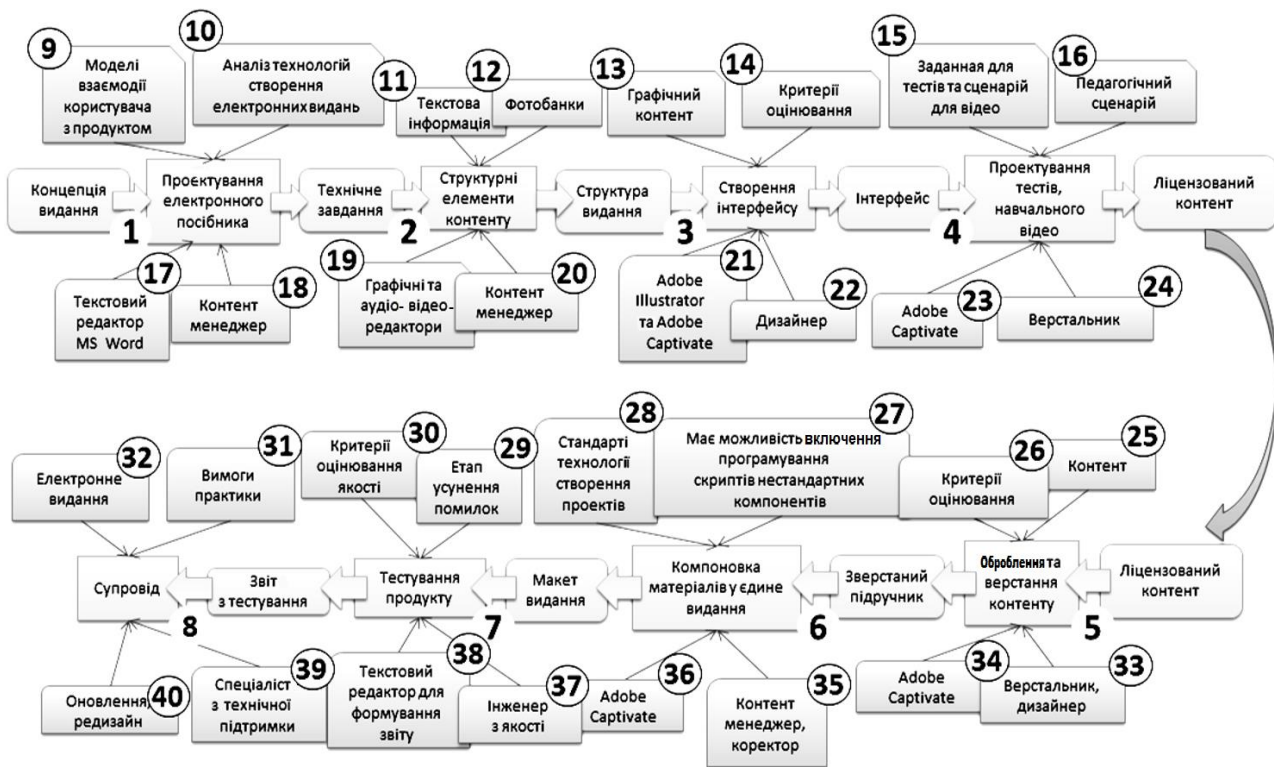 9
Моделі
взаємодії
користувача
з продуктом
10
Аналіз технологій
створення
електронних видань
11
Текстова
інформація
12
Фотобанки
13
Графічний
контент
14
Критерії
оцінювання
15
Заданная для
тестів та сценарій
для відео
16
Педагогічний
сценарій
Концепція
видання
1
Проєктування
електронного
посібника
Технічне
завдання
2
Структурні
елементи
контенту
Структура
видання
3
Створення
інтерфейсу
Інтерфейс
4
Проектування
тестів,
навчального
відео
Ліцензований
контент
17
Текстовий
редактор
MS Word
18
Контент
менеджер
19
Графічні та
аудіо- відео-
редактори
20
Контент
менеджер
21
Adobe
Illustrator
та Adobe
Captivate
22
Дизайнер
23
Adobe
Captivate
24
Верстальник
32
Електронне
видання
31
Вимоги
практики
30
Критерії
оцінювання
якості
29
Етап
усунення
помилок
28
Стандарті
технології
створення
проектів
27
Має можливість включення
програмування
скриптів нестандартних
компонентів
26
Критерії
оцінювання
25
Контент
Супровід
8
Звіт
з тестування
Тестування
продукту
7
Макет
видання
Компоновка
матеріалів у єдине
видання
6
Зверстаний
підручник
Оброблення та
верстання
контенту
5
Ліцензований
контент
40
Оновлення,
редизайн
39
Спеціаліст
з технічної
підтримки
38
Текстовий
редактор для
формування
звіту
37
Інженер
з якості
36
Adobe
Captivate
35
Контент
менеджер,
коректор
34
Adobe
Captivate
33
Верстальник,
дизайнер